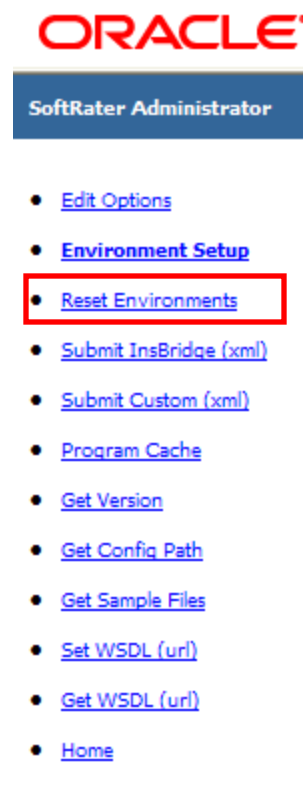 ORACLE
SoftRater Administrator
Edit Options
Environment Setup
Reset Environments
Submit InsBridge (xml)
Submit Custom (xml)
Program Cache
Get Version
Get Config Path
Get Sample Files
Set WSDL (url)
Get WSDL (url)
Home